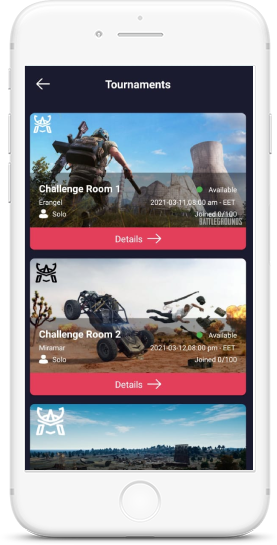 Tournaments
Challenge Room 1
Available
Erangel
2021-03-11,08:00 am - EET
Solo
Joined 0/100
BATTLEGROUNDS
Details
Challenge Room 2
Available
Miramar
2021-03-12,08:00 pm - EET
Solo
Joined 0/100
Details